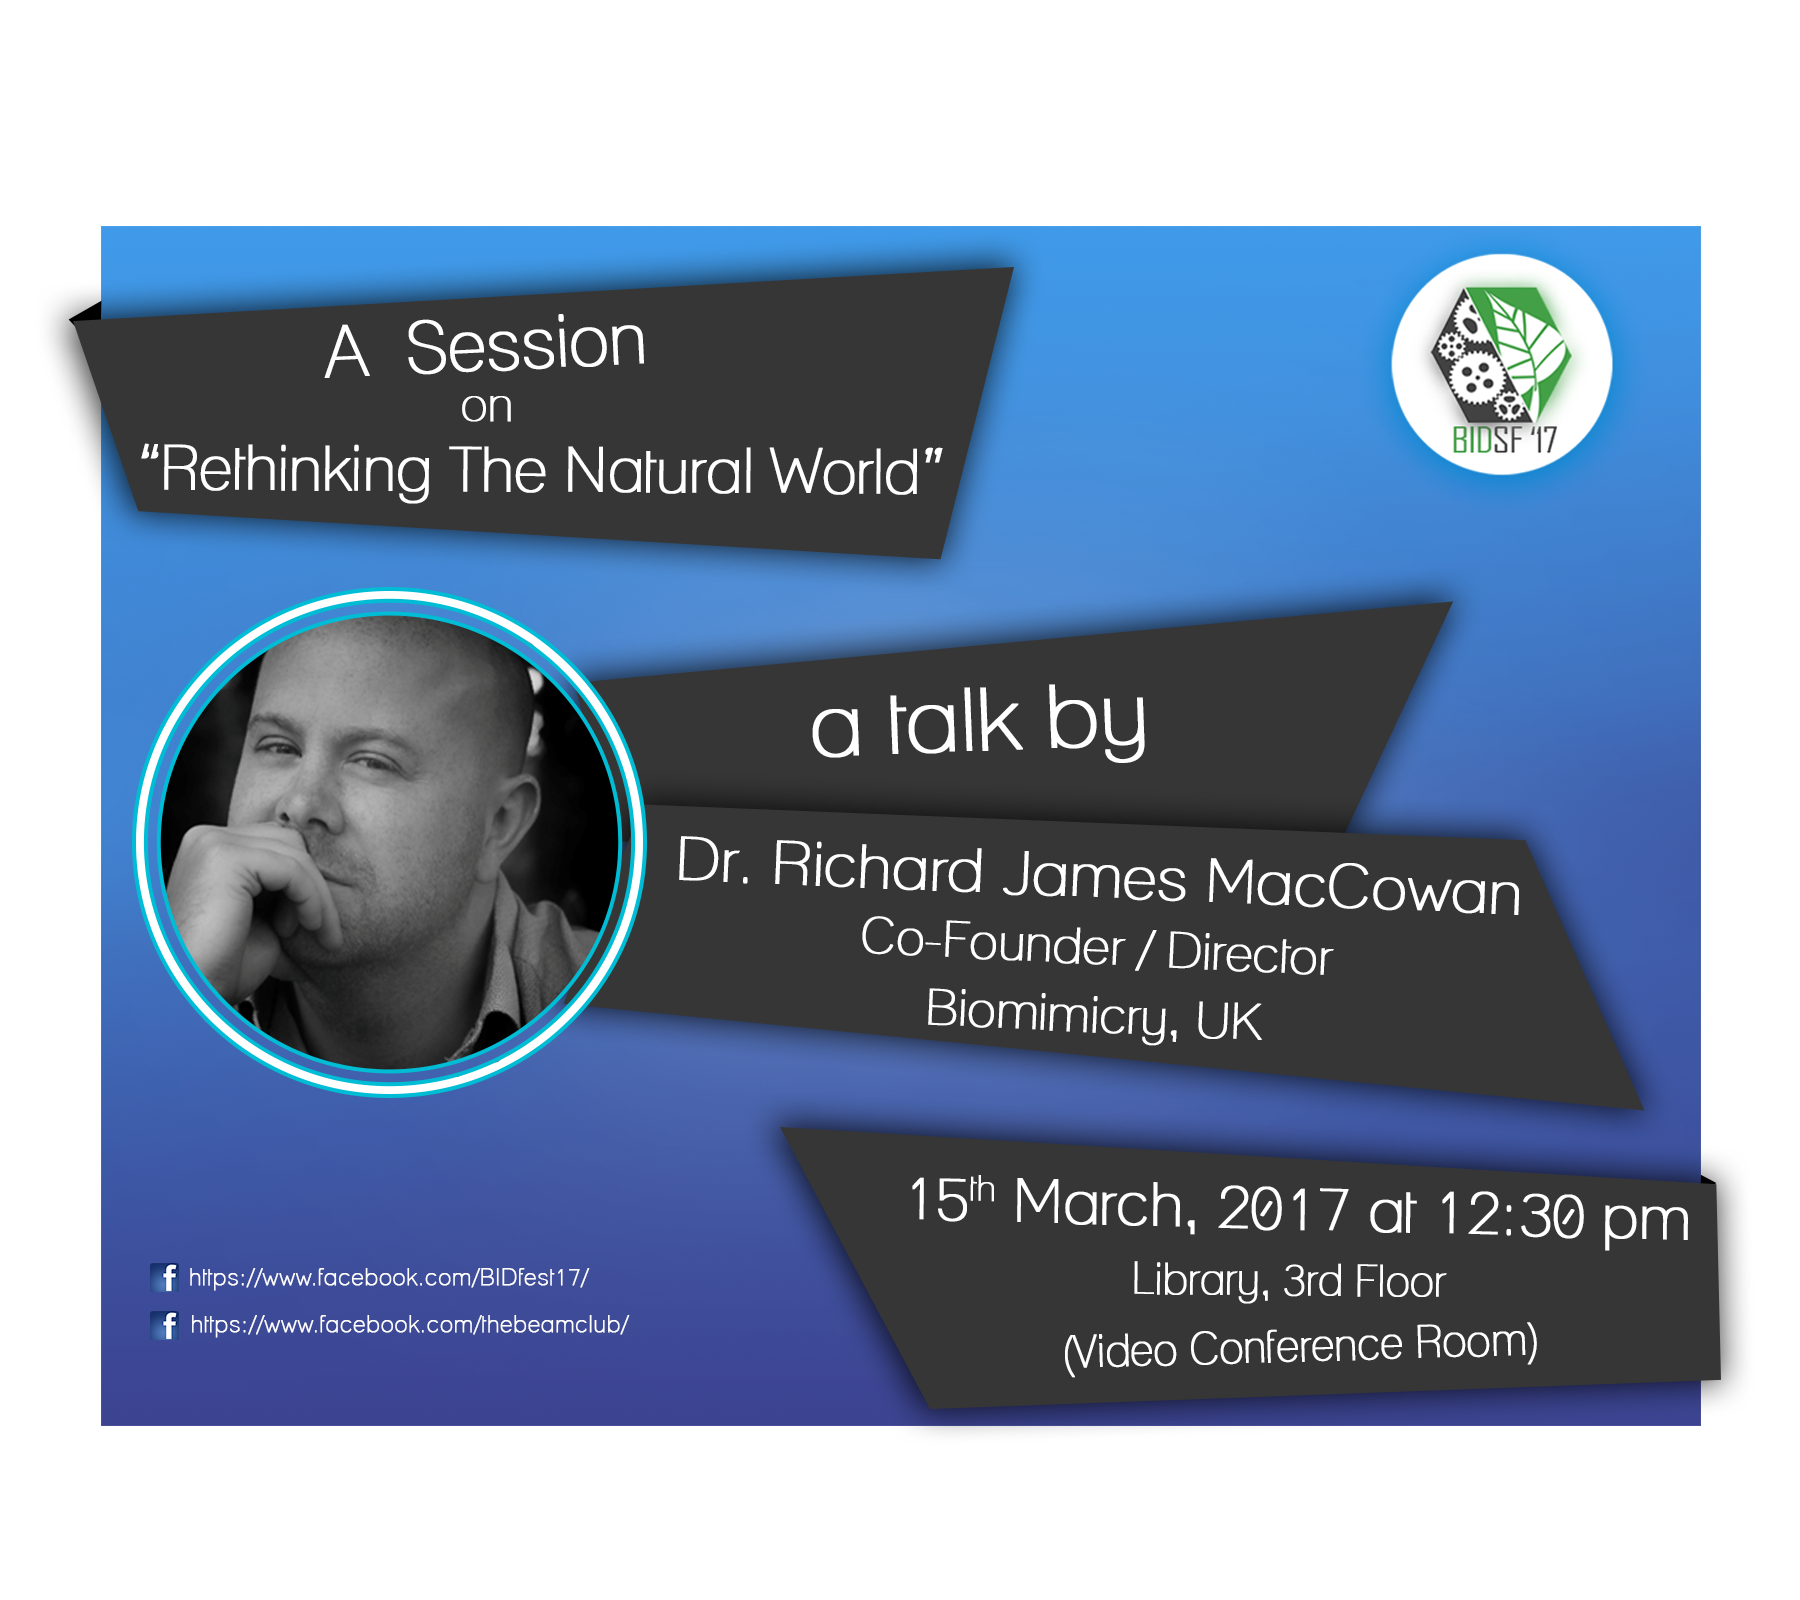 A Session
on
“Rethinking The Natural World”
BIDSF '17
a talk by
Dr. Richard James MacCowan
Co-Founder / Director
Biomimicry, UK
15th March, 2017 at 12:30 pm
Library, 3rd Floor
(Video Conference Room)
https://www.facebook.com/BIDfest17/
https://www.facebook.com/thebeamclub/